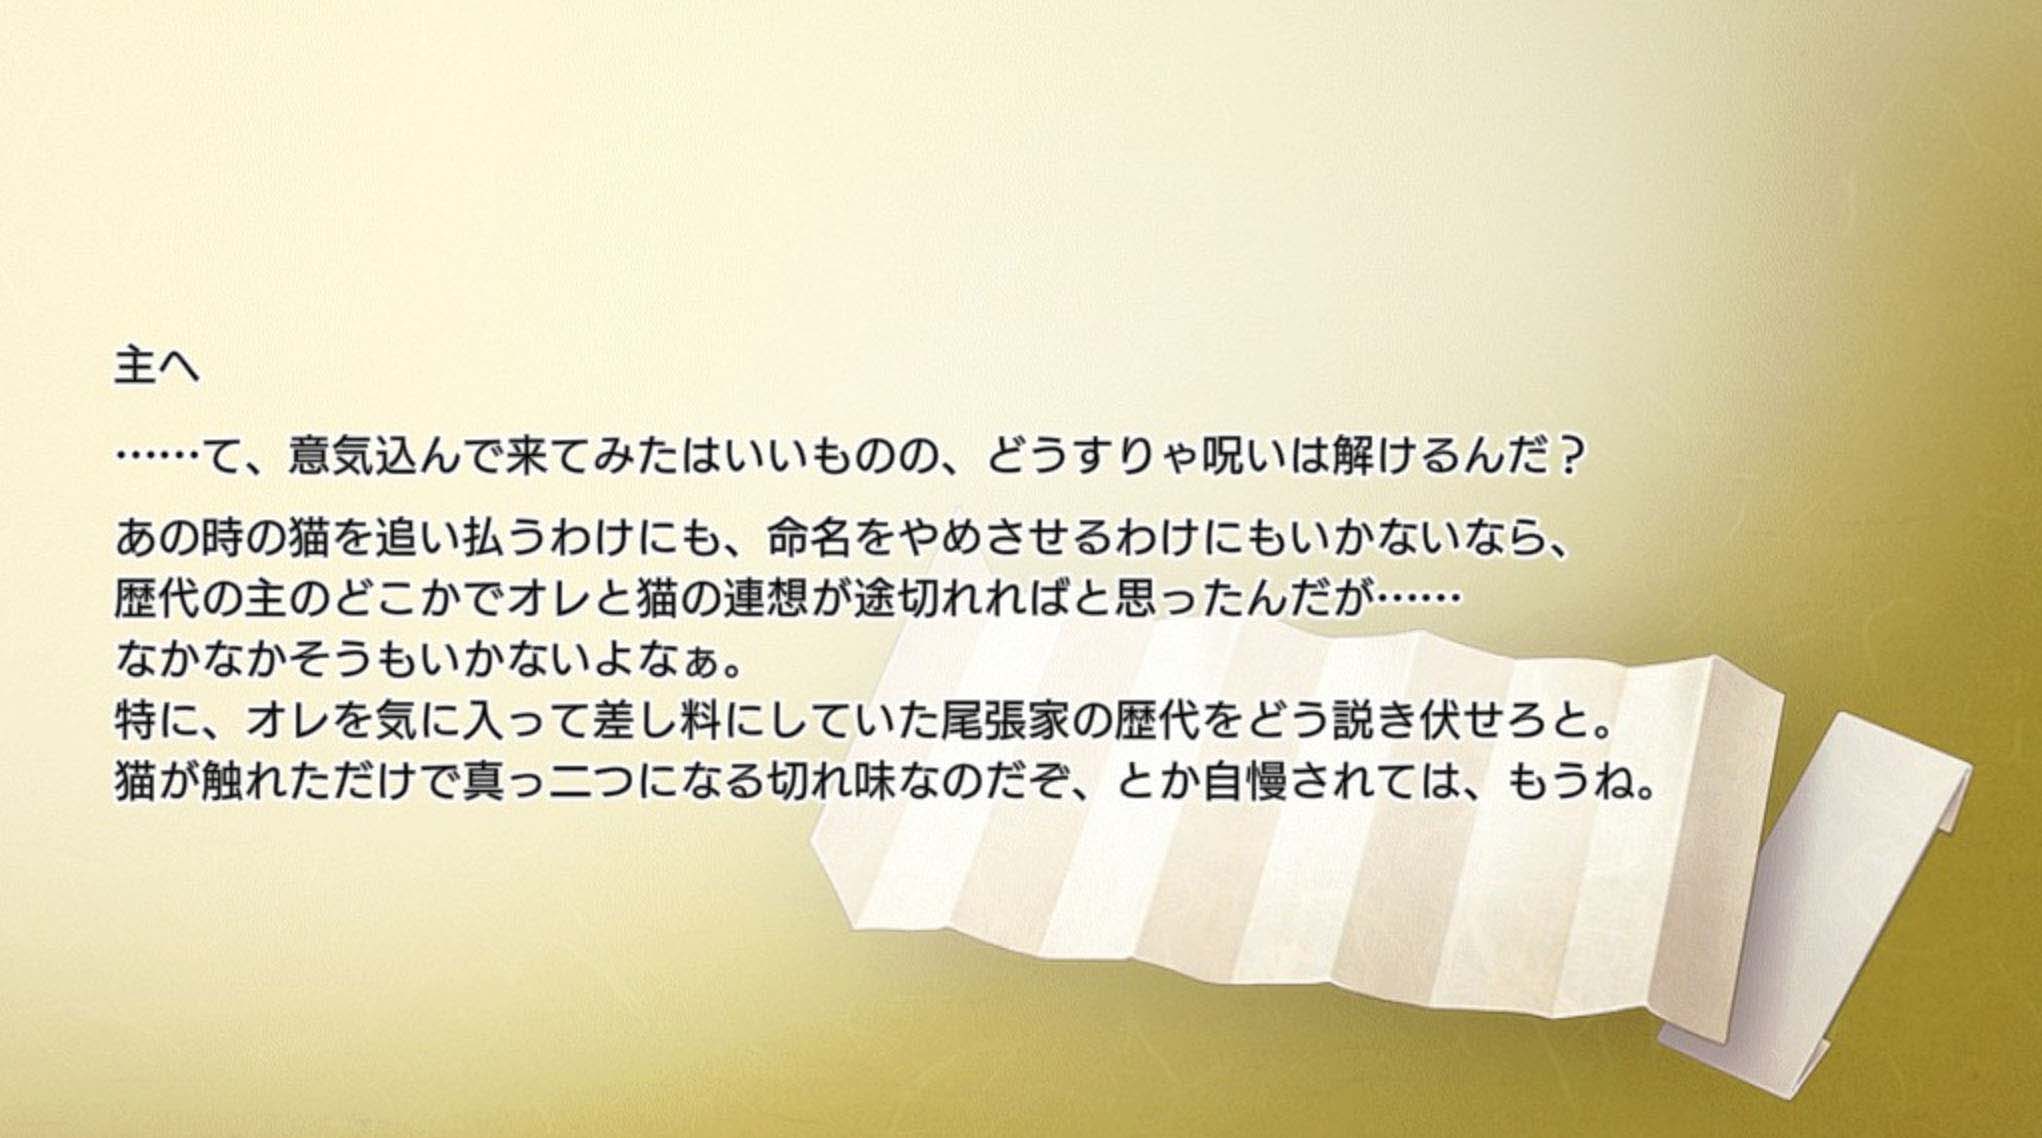 主へ
……て、意気込んで来てみたはいいものの、どうすりゃ呪いは解けるんだ？
あの時の猫を追い払うわけにも、命名をやめさせるわけにもいかないなら、
歴代の主のどこかでオレと猫の連想が途切れればと思ったんだが……
なかなかそうもいかないよなぁ。
特に、オレを気に入って差し料にしていた尾張家の歴代をどう説き伏せろと。
猫が触れただけで真っ二つになる切れ味なのだぞ、とか自慢されては、もうね。